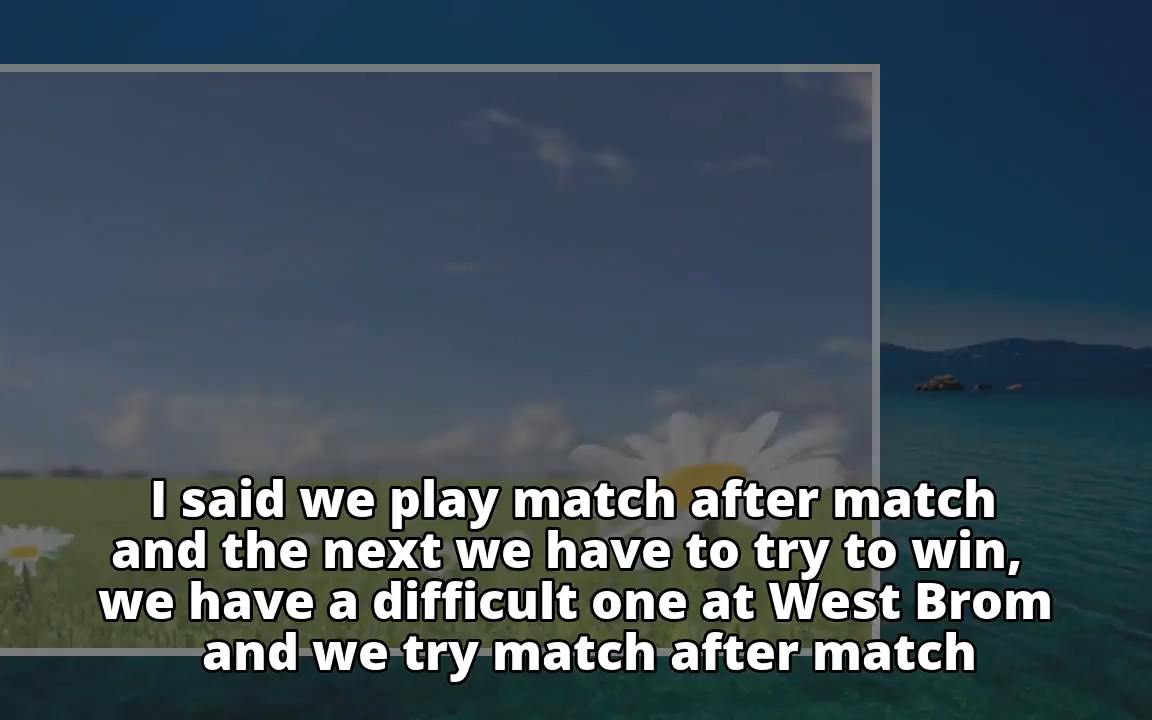 I said we play match after match
and the next we have to try to win,
we have a difficult one at West Brom
and we try match after match